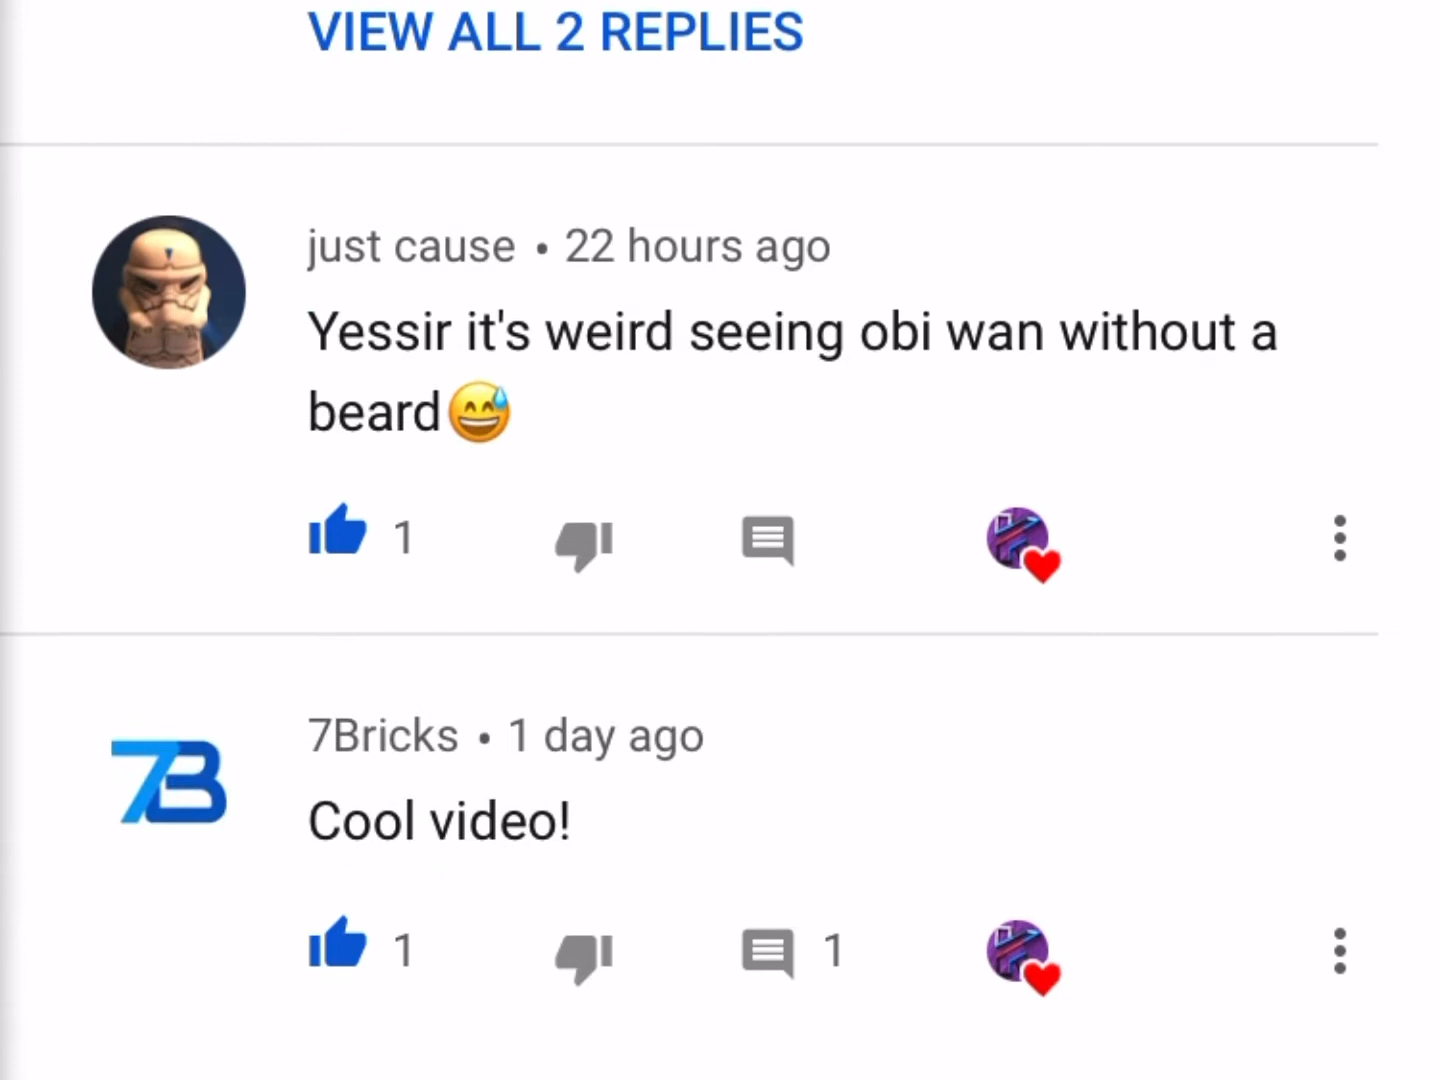 VIEW ALL 2 REPLIES
just cause • 22 hours ago
Yessir it's weird seeing obi wan without a
beard😅
1
7Bricks • 1 day ago
7B
Cool video!
1 1